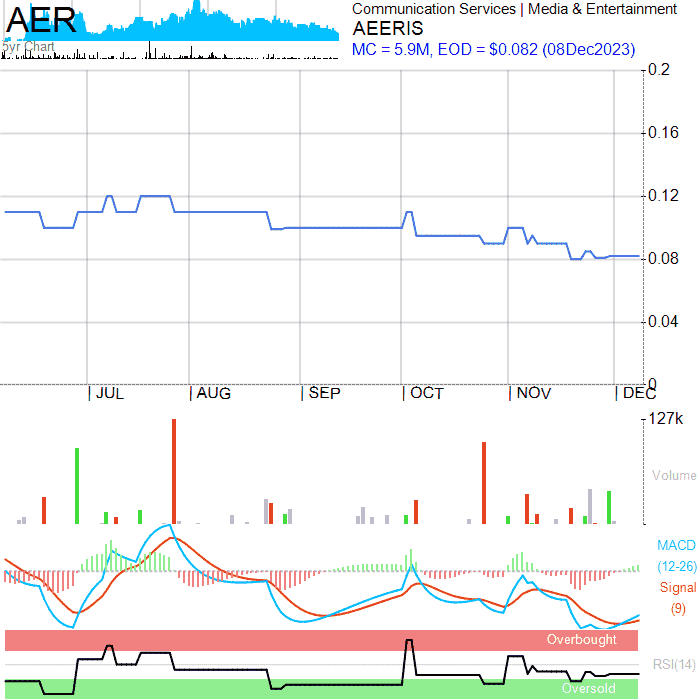 AER
5yr Chart
Communication Services | Media & Entertainment
AEERIS
MC = 5.9M, EOD = $0.082 (08Dec2023)
0.2
0.16
0.12
0.08
0.04
0
JUL AUG SEP OCT NOV DEC
127k
Volume
MACD
(12-26)
Signal
(9)
Overbought
RSI(14)
Oversold